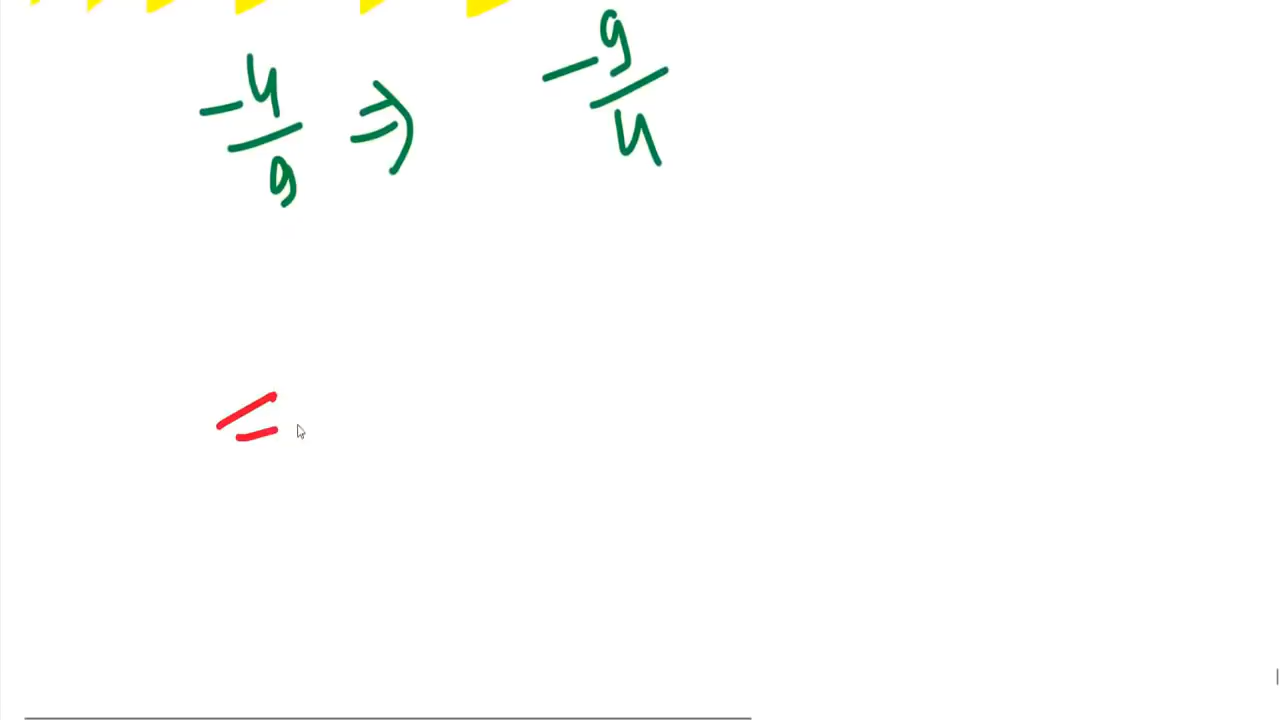 -4/9 ⇒ -9/4
=